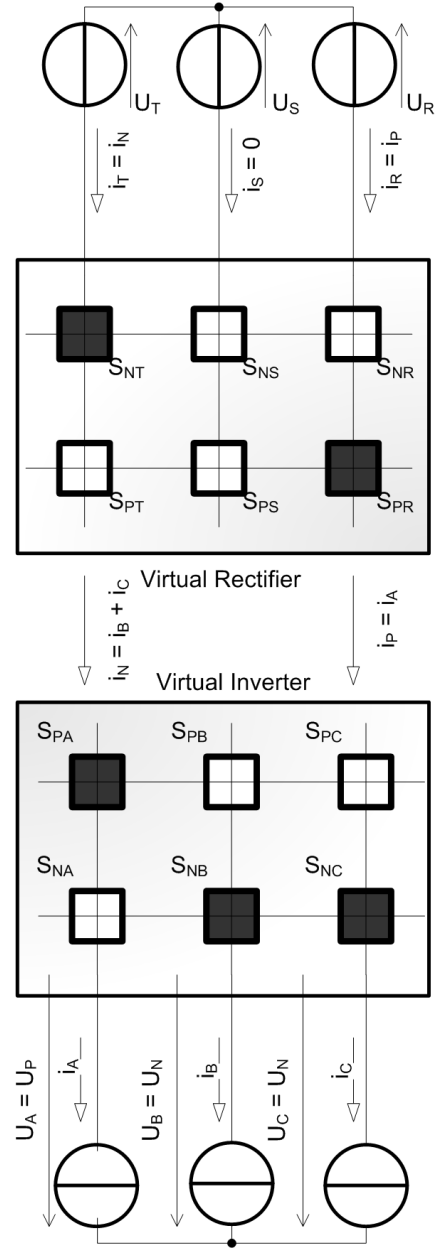 U_T
U_S
U_R
i_T = i_N
i_S = 0
i_R = i_P
S_NT
S_NS
S_NR
S_PT
S_PS
S_PR
Virtual Rectifier
i_N = i_B + i_C
i_P = i_A
Virtual Inverter
S_PA
S_PB
S_PC
S_NA
S_NB
S_NC
U_A = U_P
i_A
U_B = U_N
i_B
U_C = U_N
i_C